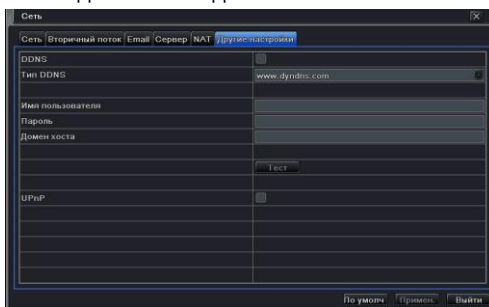 Сеть
Сеть Вторичный поток Email Сервер NAT Другие настройки
DDNS
Тип DDNS www.dyndns.com
Имя пользователя
Пароль
Домен хоста
Тест
UPnP
По умолч Примен. Выйти